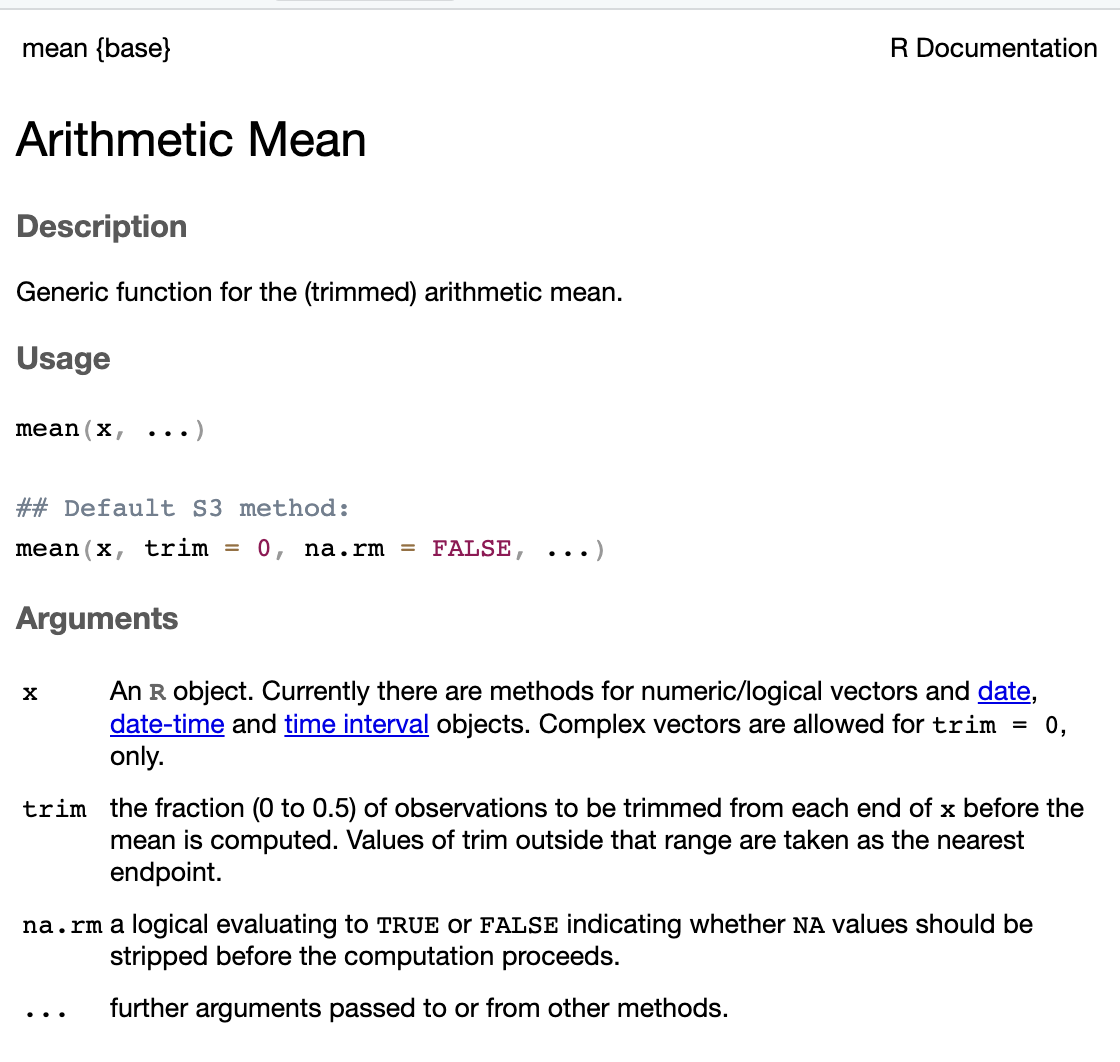 mean {base}
R Documentation
Arithmetic Mean
Description
Generic function for the (trimmed) arithmetic mean.
Usage
mean(x, ...)
## Default S3 method:
mean(x, trim = 0, na.rm = FALSE, ...)
Arguments
x An R object. Currently there are methods for numeric/logical vectors and date,
date-time and time interval objects. Complex vectors are allowed for trim = 0,
only.
trim the fraction (0 to 0.5) of observations to be trimmed from each end of x before the
mean is computed. Values of trim outside that range are taken as the nearest
endpoint.
na.rm a logical evaluating to TRUE or FALSE indicating whether NA values should be
stripped before the computation proceeds.
... further arguments passed to or from other methods.